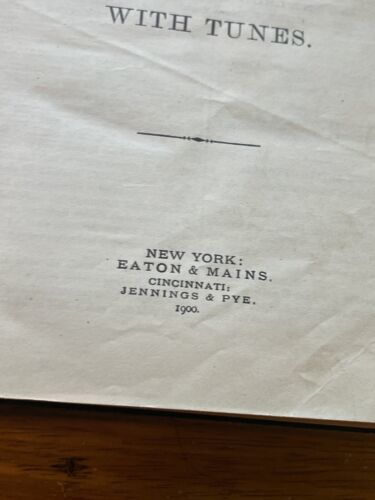 WITH TUNES.
NEW YORK:
EATON & MAINS.
CINCINNATI:
JENNINGS & PYE.
1900.